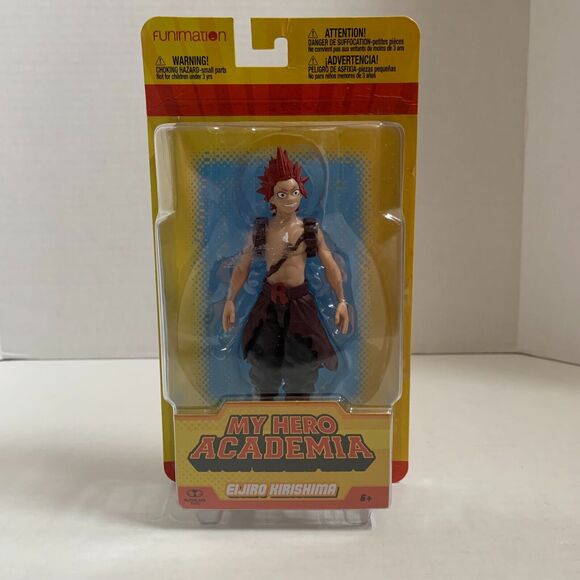 FUNIMATION
WARNING!
CHOKING HAZARD-small parts
Not for children under 3 yrs
ATTENTION!
DANGER DE SUFFOCATION-petites pièces
Ne convient pas aux enfants de moins de 3 ans
¡ADVERTENCIA!
PELIGRO DE ASFIXIA-piezas pequeñas
No para niños menores de 3 años
MY HERO
ACADEMIA
EIJIRO KIRISHIMA
6+